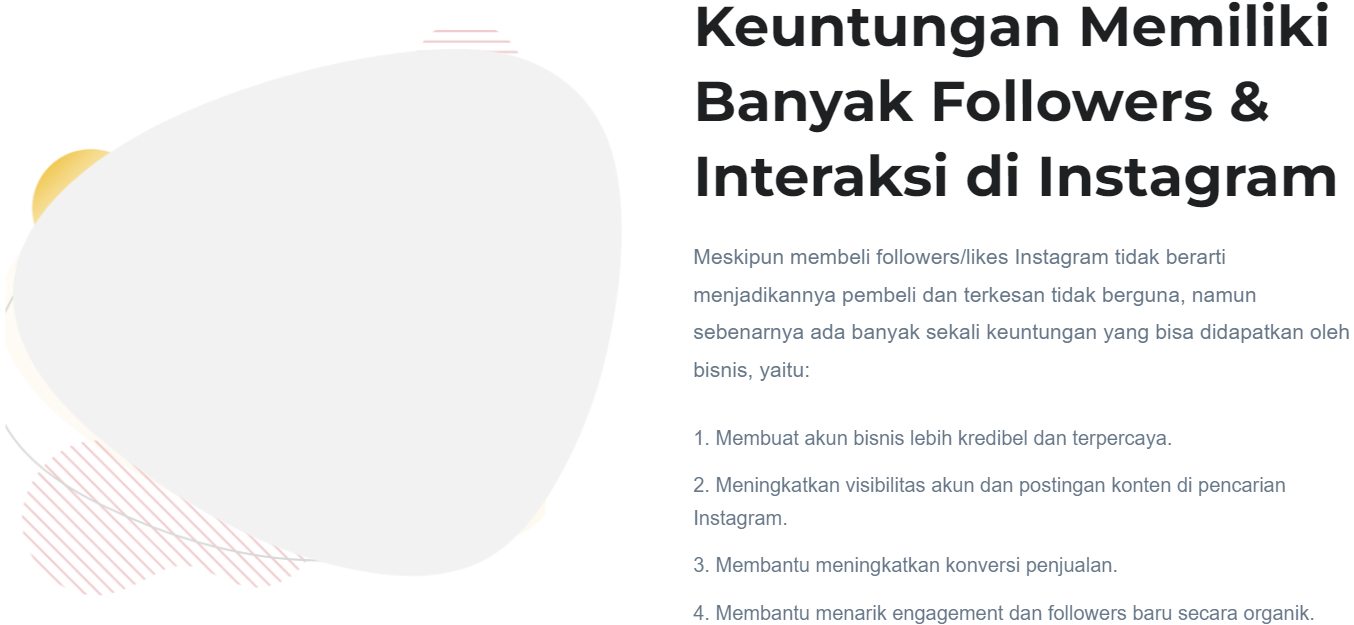 Keuntungan Memiliki
Banyak Followers &
Interaksi di Instagram
Meskipun membeli followers/likes Instagram tidak berarti
menjadikannya pembeli dan terkesan tidak berguna, namun
sebenarnya ada banyak sekali keuntungan yang bisa didapatkan oleh
bisnis, yaitu:
1. Membuat akun bisnis lebih kredibel dan terpercaya.
2. Meningkatkan visibilitas akun dan postingan konten di pencarian
Instagram.
3. Membantu meningkatkan konversi penjualan.
4. Membantu menarik engagement dan followers baru secara organik.